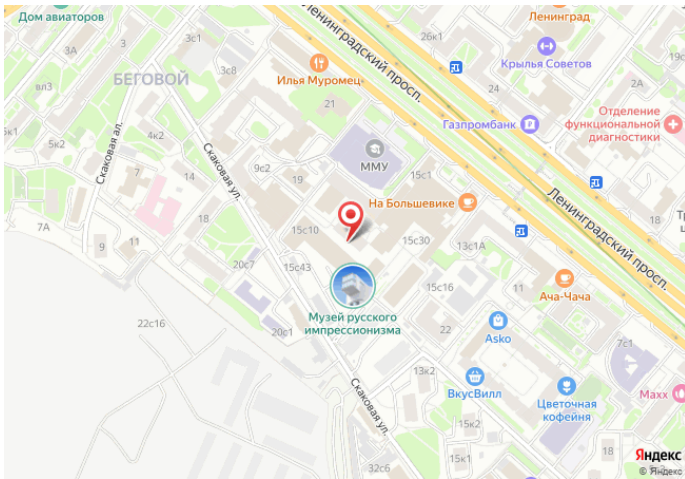 Дом авиаторов
Ленинград
26к1
Ленинградский просп.
Крылья Советов
3
3с1
3с8
вл3
Илья Муромец
БЕГОВОЙ
24
2А
5к1
21
Газпромбанк
Отделение
функциональной
диагностики
4к2
Скаковая ал.
7А
Скаковая ул.
ММУ
9с2
19
15с1
7
14
18
На Большевике
Ленинградский просп.
9
11
15с10
15с30
13с1А
20с7
15с43
15с16
Ача-Чача
22с16
Музей русского
импрессионизма
20с1
22
Asko
7с1
13к2
ВкусВилл
Maxx
Цветочная
кофейня
Скаковая ул.
15к2
15к1
18
32с6
Яндекс
© Яндекс